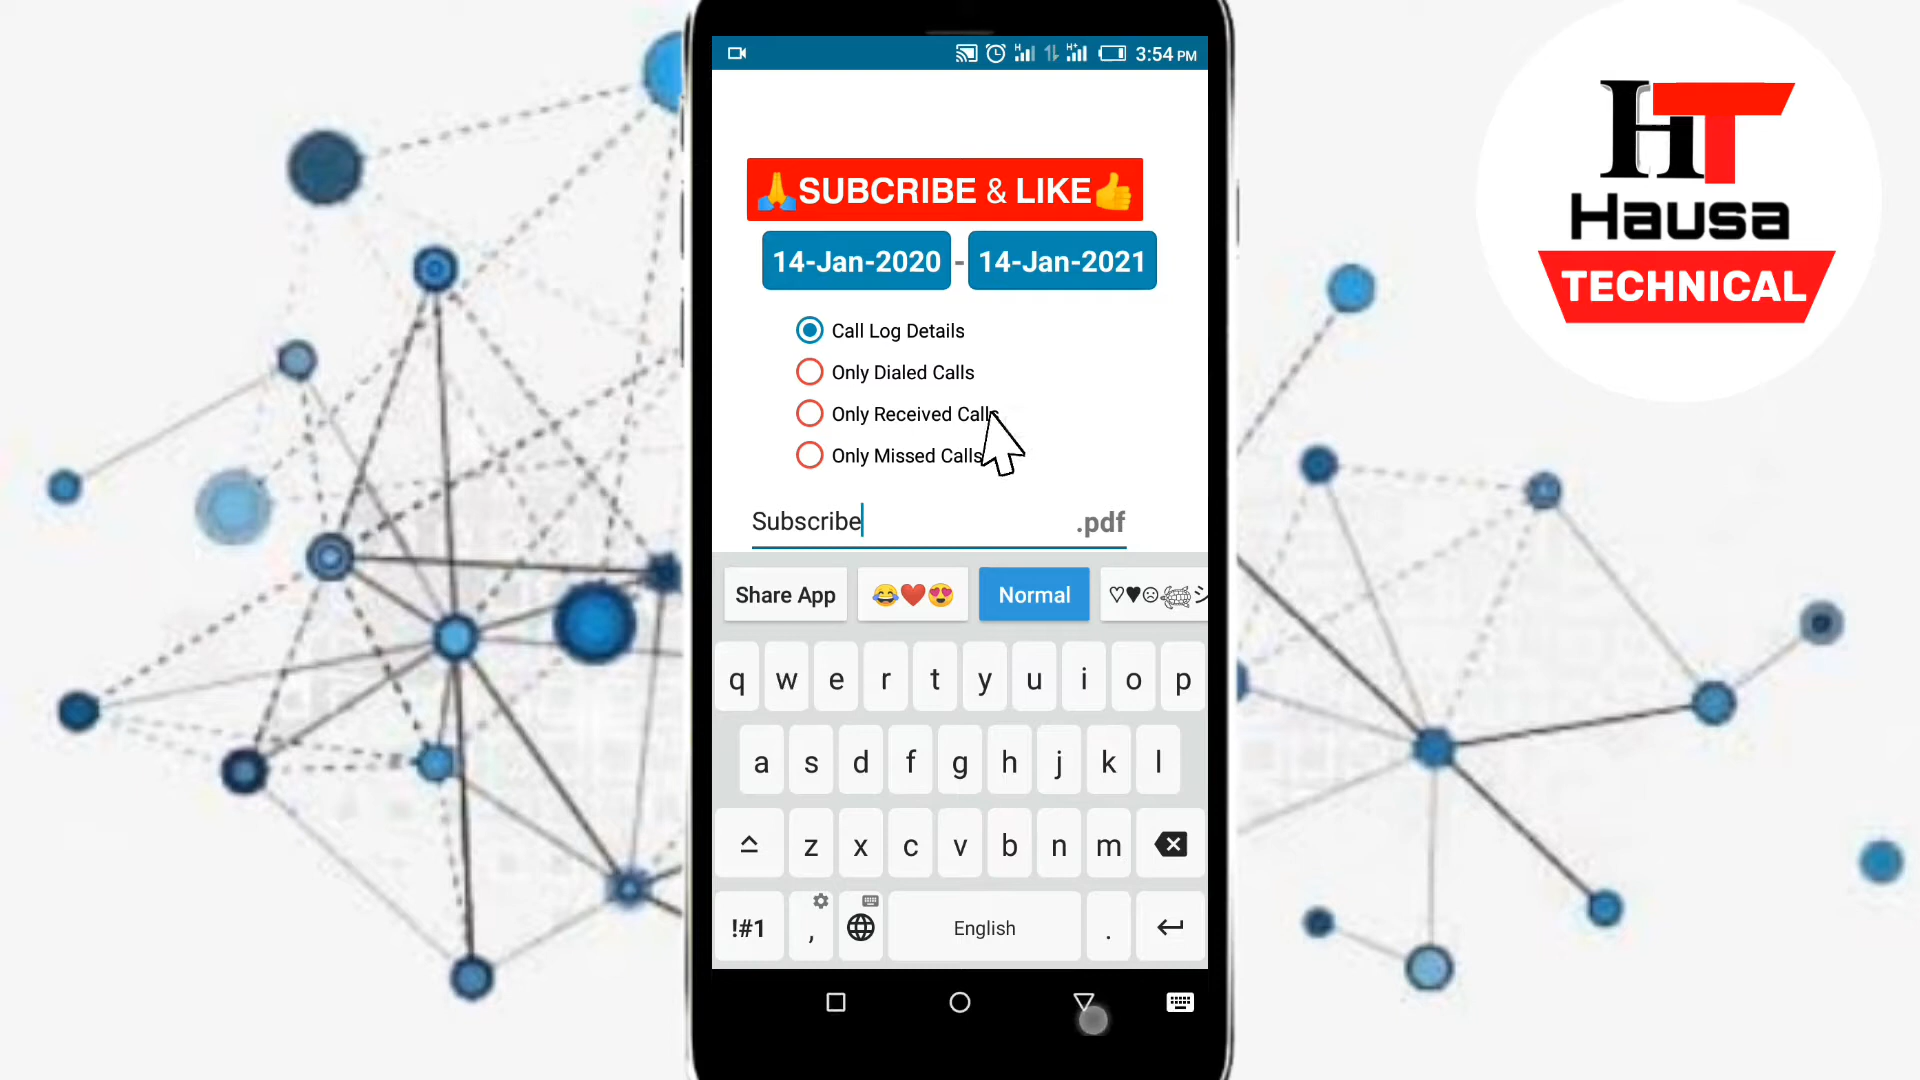 3:54 PM
🙏SUBCRIBE & LIKE👍
14-Jan-2020 - 14-Jan-2021
Call Log Details
Only Dialed Calls
Only Received Calls
Only Missed Calls
Subscribe .pdf
Share App 😂❤️😍 Normal
q w e r t y u i o p
a s d f g h j k l
z x c v b n m
!#1 , English .
HT
Hausa
TECHNICAL